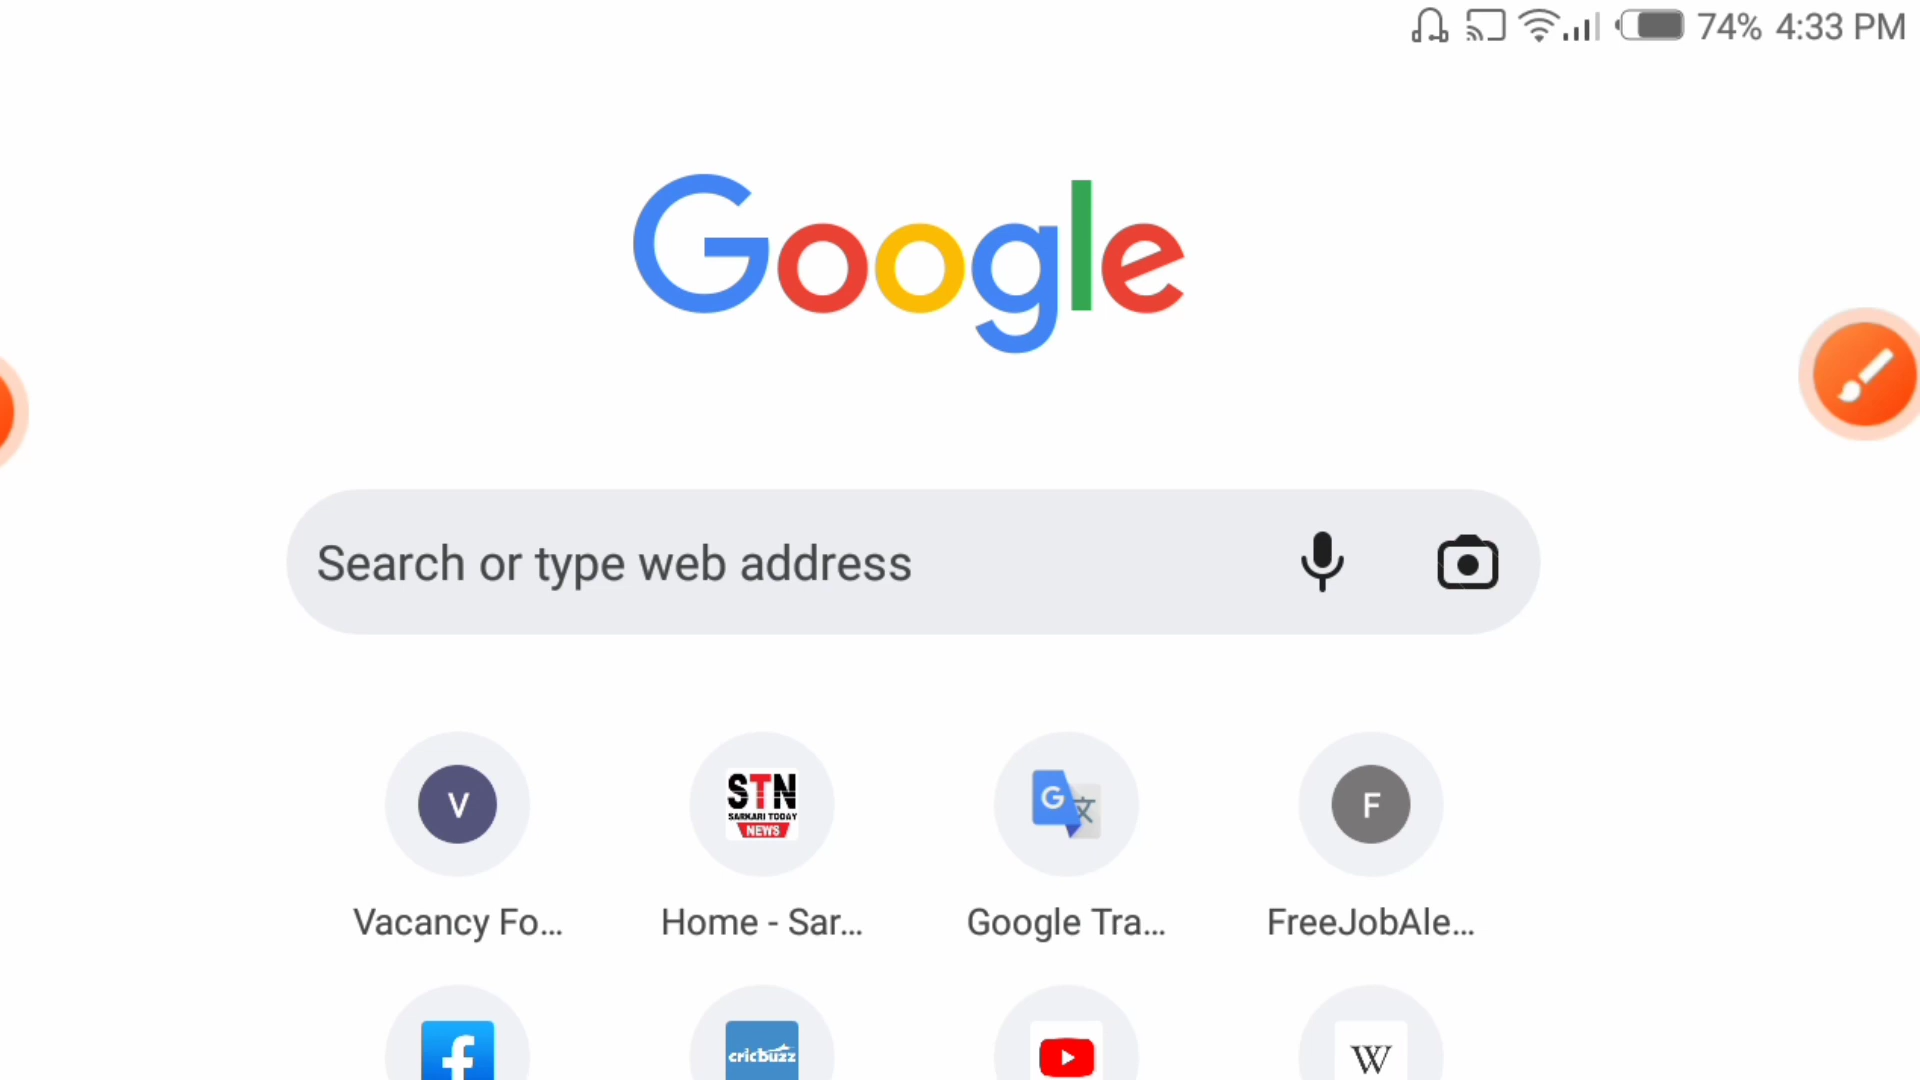 74% 4:33 PM
Google
Search or type web address
V
STN
SARKARI TODAY
NEWS
G
文
F
Vacancy Fo...
Home - Sar...
Google Tra...
FreeJobAle...
f
cricbuzz
W